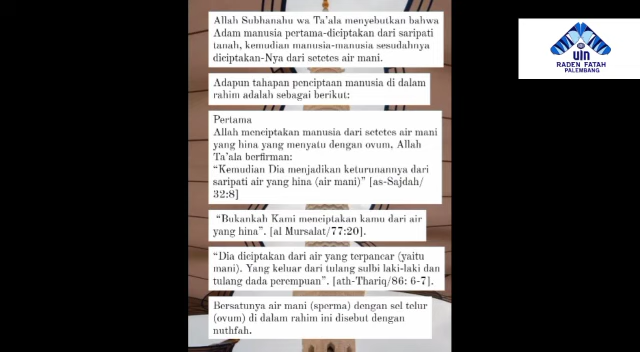 Allah Subhanahu wa Ta'ala menyebutkan bahwa
Adam manusia pertama-diciptakan dari saripati
tanah, kemudian manusia-manusia sesudahnya
diciptakan-Nya dari setetes air mani.
Adapun tahapan penciptaan manusia di dalam
rahim adalah sebagai berikut:
Pertama
Allah menciptakan manusia dari setetes air mani
yang hina yang menyatu dengan ovum, Allah
Ta'ala berfirman:
“Kemudian Dia menjadikan keturunannya dari
saripati air yang hina (air mani)” [as-Sajdah/
32:8]
“Bukankah Kami menciptakan kamu dari air
yang hina”. [al Mursalat/77:20].
“Dia diciptakan dari air yang terpancar (yaitu
mani). Yang keluar dari tulang sulbi laki-laki dan
tulang dada perempuan”. [ath-Thariq/86: 6-7].
Bersatunya air mani (sperma) dengan sel telur
(ovum) di dalam rahim ini disebut dengan
nuthfah.
UIN
RADEN FATAH
PALEMBANG